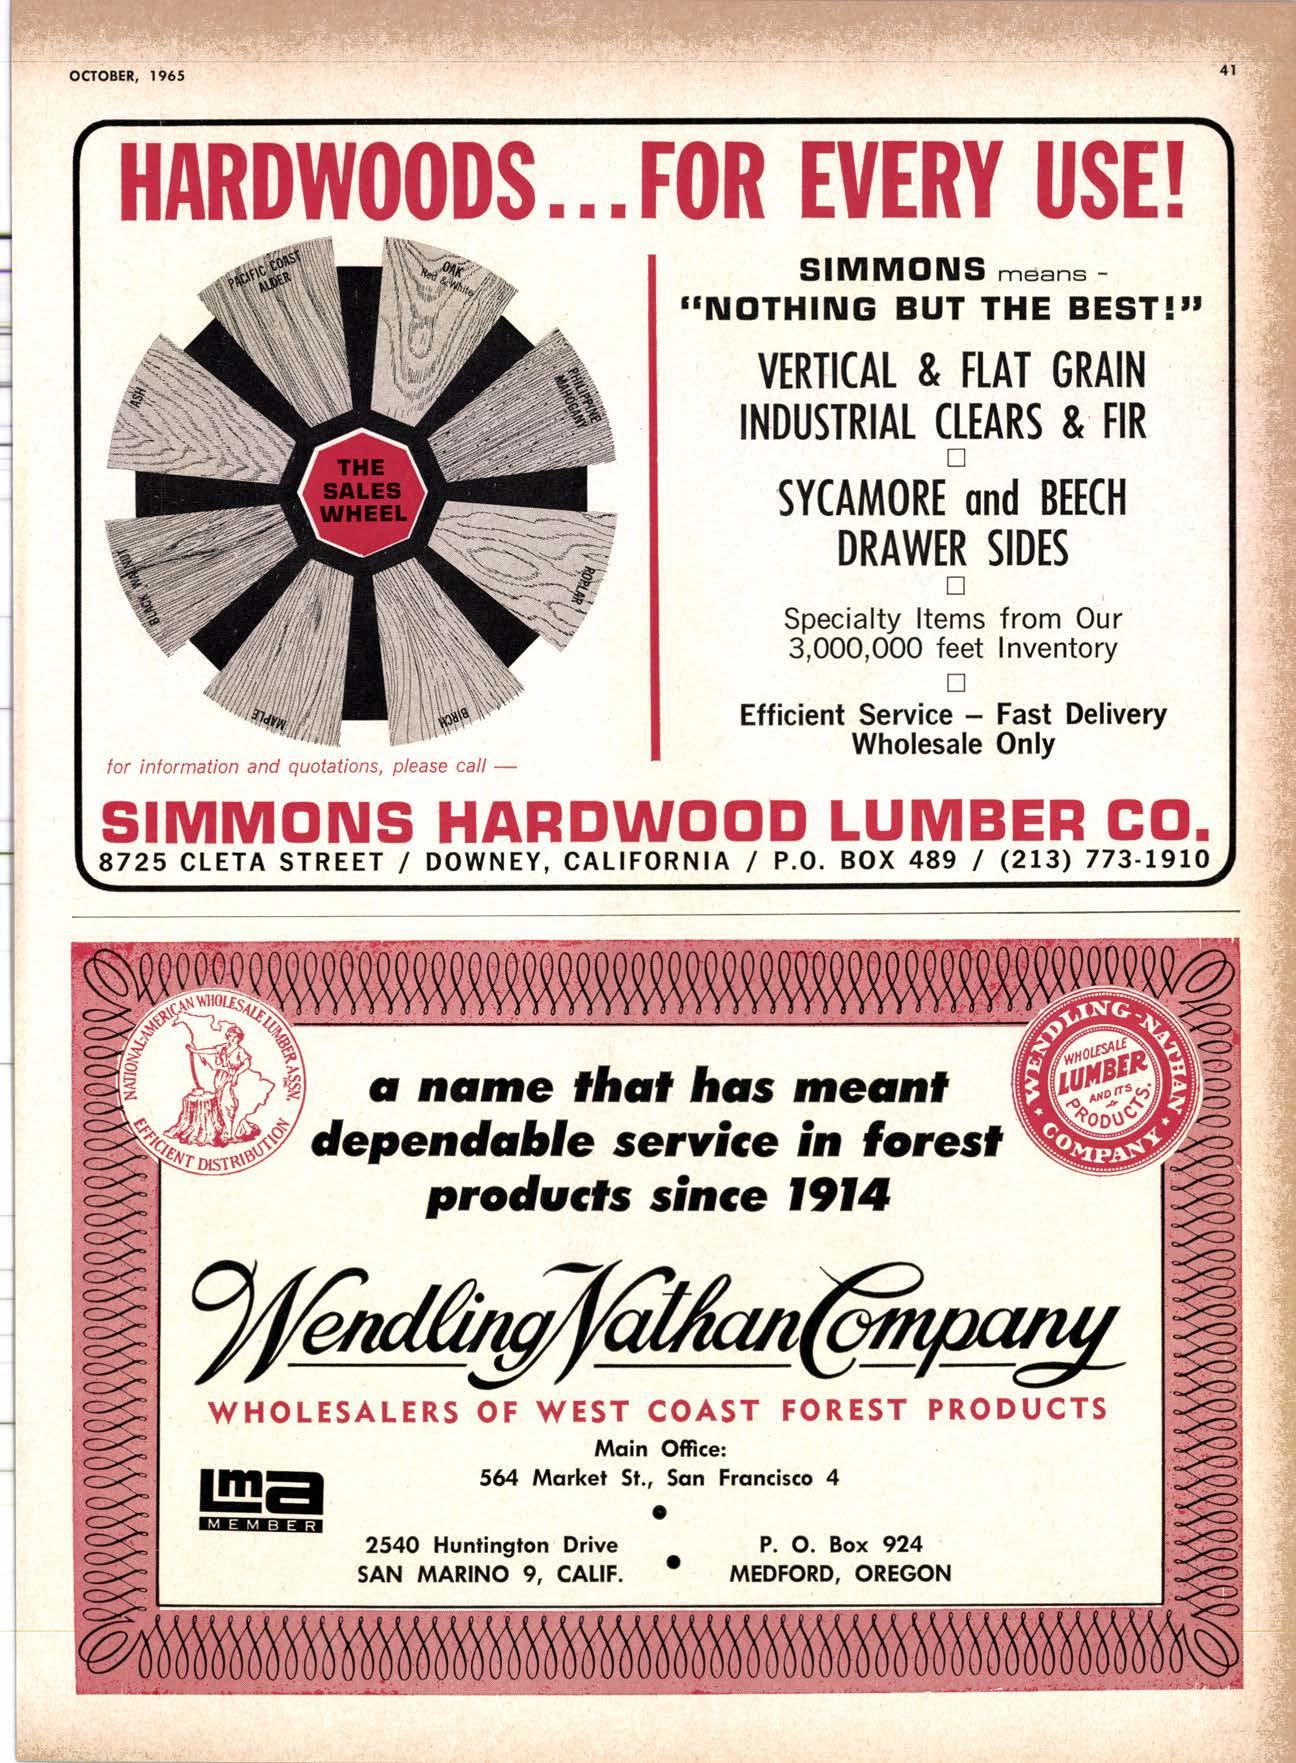 OCTOBER, 1965
41
HARDWOODS...FOR EVERY USE!
PACIFIC COAST
ALDER
OAK
Red & White
PHILIPPINE
MAHOGANY
ASH
THE
SALES
WHEEL
BLACK WALNUT
POPLAR
MAPLE
BIRCH
SIMMONS means -
“NOTHING BUT THE BEST!”
VERTICAL & FLAT GRAIN
INDUSTRIAL CLEARS & FIR
SYCAMORE and BEECH
DRAWER SIDES
Specialty Items from Our
3,000,000 feet Inventory
Efficient Service – Fast Delivery
Wholesale Only
for information and quotations, please call —
SIMMONS HARDWOOD LUMBER CO.
8725 CLETA STREET / DOWNEY, CALIFORNIA / P.O. BOX 489 / (213) 773-1910
NATIONAL-AMERICAN WHOLESALE LUMBER ASSN. INC.
EFFICIENT DISTRIBUTION
WENDLING-NATHAN
COMPANY
WHOLESALE
LUMBER
AND ITS
PRODUCTS.
a name that has meant
dependable service in forest
products since 1914
Wendling Nathan Company
WHOLESALERS OF WEST COAST FOREST PRODUCTS
Main Office:
564 Market St., San Francisco 4
lma
MEMBER
2540 Huntington Drive
SAN MARINO 9, CALIF.
P. O. Box 924
MEDFORD, OREGON